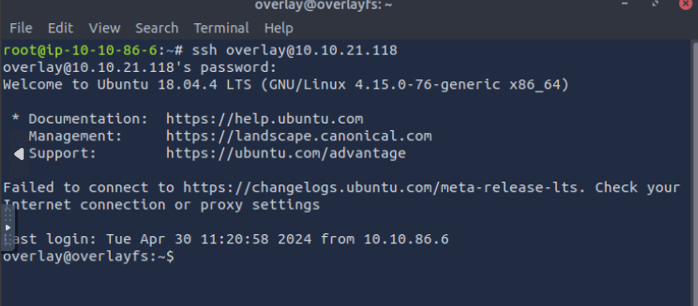 overlay@overlayfs: ~
File Edit View Search Terminal Help
root@ip-10-10-86-6:~# ssh overlay@10.10.21.118
overlay@10.10.21.118's password:
Welcome to Ubuntu 18.04.4 LTS (GNU/Linux 4.15.0-76-generic x86_64)
* Documentation: https://help.ubuntu.com
Management: https://landscape.canonical.com
Support: https://ubuntu.com/advantage
Failed to connect to https://changelogs.ubuntu.com/meta-release-lts. Check your
Internet connection or proxy settings
ast login: Tue Apr 30 11:20:58 2024 from 10.10.86.6
overlay@overlayfs:~$